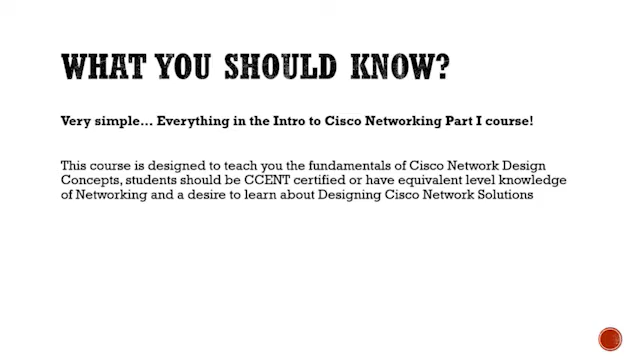 WHAT YOU SHOULD KNOW?
Very simple... Everything in the Intro to Cisco Networking Part I course!
This course is designed to teach you the fundamentals of Cisco Network Design
Concepts, students should be CCENT certified or have equivalent level knowledge
of Networking and a desire to learn about Designing Cisco Network Solutions